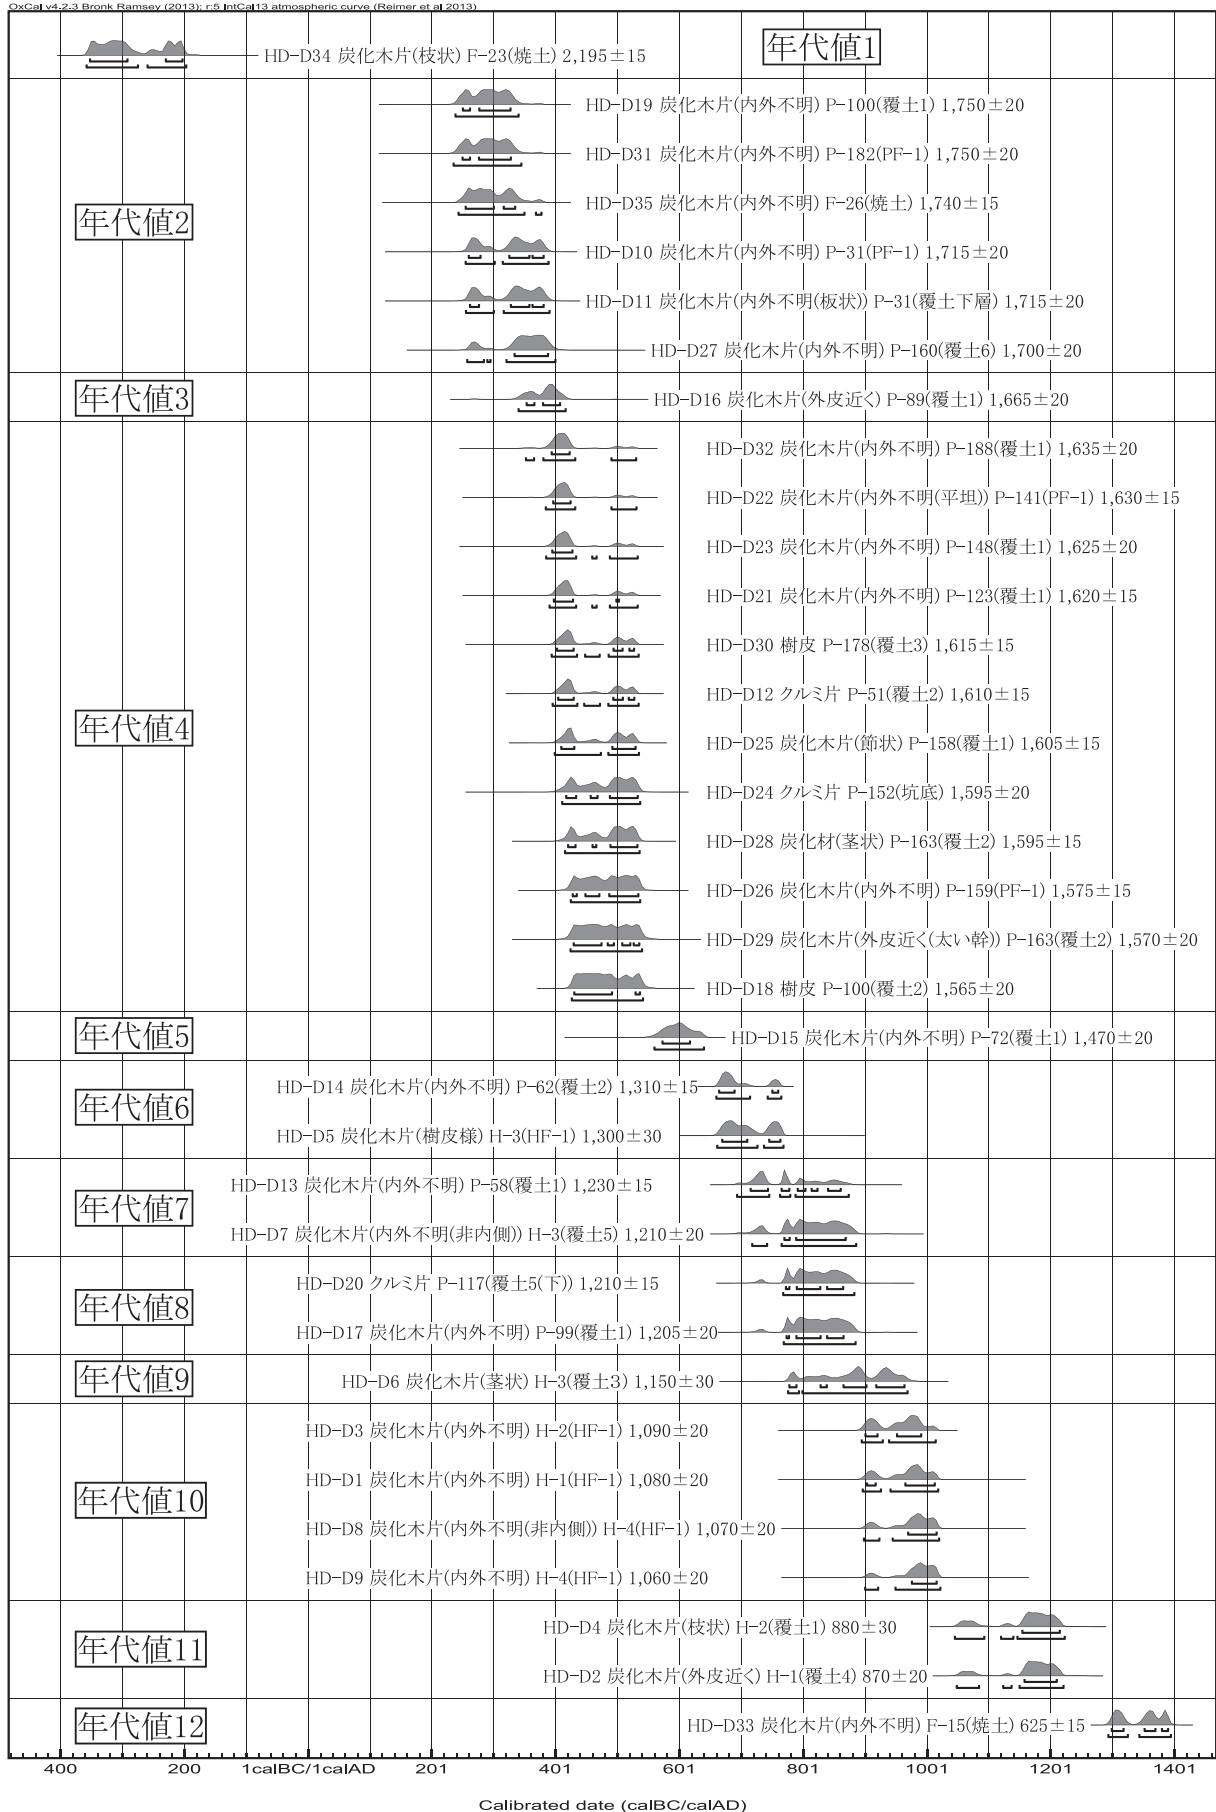 OxCal v4.2.3 Bronk Ramsey (2013); r:5 IntCal13 atmospheric curve (Reimer et al 2013)
年代値1
HD-D34 炭化木片(枝状) F-23(焼土) 2,195±15
年代値2
HD-D19 炭化木片(内外不明) P-100(覆土1) 1,750±20
HD-D31 炭化木片(内外不明) P-182(PF-1) 1,750±20
HD-D35 炭化木片(内外不明) F-26(焼土) 1,740±15
HD-D10 炭化木片(内外不明) P-31(PF-1) 1,715±20
HD-D11 炭化木片(内外不明(板状)) P-31(覆土下層) 1,715±20
HD-D27 炭化木片(内外不明) P-160(覆土6) 1,700±20
年代値3
HD-D16 炭化木片(外皮近く) P-89(覆土1) 1,665±20
年代値4
HD-D32 炭化木片(内外不明) P-188(覆土1) 1,635±20
HD-D22 炭化木片(内外不明(平坦)) P-141(PF-1) 1,630±15
HD-D23 炭化木片(内外不明) P-148(覆土1) 1,625±20
HD-D21 炭化木片(内外不明) P-123(覆土1) 1,620±15
HD-D30 樹皮 P-178(覆土3) 1,615±15
HD-D12 クルミ片 P-51(覆土2) 1,610±15
HD-D25 炭化木片(節状) P-158(覆土1) 1,605±15
HD-D24 クルミ片 P-152(坑底) 1,595±20
HD-D28 炭化材(茎状) P-163(覆土2) 1,595±15
HD-D26 炭化木片(内外不明) P-159(PF-1) 1,575±15
HD-D29 炭化木片(外皮近く(太い幹)) P-163(覆土2) 1,570±20
HD-D18 樹皮 P-100(覆土2) 1,565±20
年代値5
HD-D15 炭化木片(内外不明) P-72(覆土1) 1,470±20
年代値6
HD-D14 炭化木片(内外不明) P-62(覆土2) 1,310±15
HD-D5 炭化木片(樹皮様) H-3(HF-1) 1,300±30
年代値7
HD-D13 炭化木片(内外不明) P-58(覆土1) 1,230±15
HD-D7 炭化木片(内外不明(非内側)) H-3(覆土5) 1,210±20
年代値8
HD-D20 クルミ片 P-117(覆土5(下)) 1,210±15
HD-D17 炭化木片(内外不明) P-99(覆土1) 1,205±20
年代値9
HD-D6 炭化木片(茎状) H-3(覆土3) 1,150±30
年代値10
HD-D3 炭化木片(内外不明) H-2(HF-1) 1,090±20
HD-D1 炭化木片(内外不明) H-1(HF-1) 1,080±20
HD-D8 炭化木片(内外不明(非内側)) H-4(HF-1) 1,070±20
HD-D9 炭化木片(内外不明) H-4(HF-1) 1,060±20
年代値11
HD-D4 炭化木片(枝状) H-2(覆土1) 880±30
HD-D2 炭化木片(外皮近く) H-1(覆土4) 870±20
年代値12
HD-D33 炭化木片(内外不明) F-15(焼土) 625±15
400 200 1calBC/1calAD 201 401 601 801 1001 1201 1401
Calibrated date (calBC/calAD)